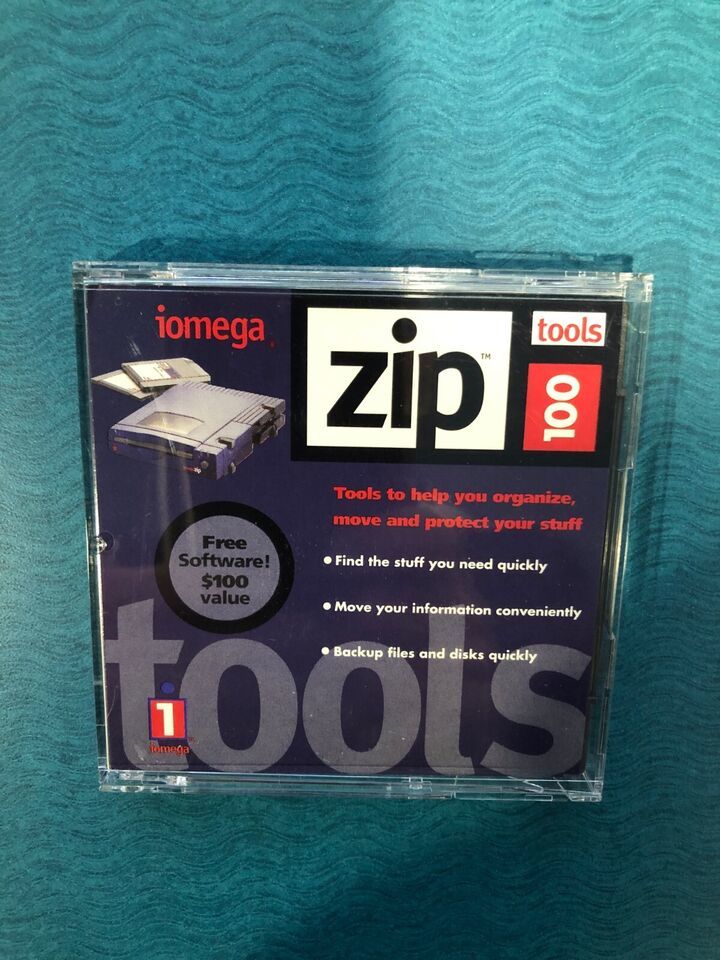 iomega
zip™
tools
100
Tools to help you organize,
move and protect your stuff
Free
Software!
$100
value
• Find the stuff you need quickly
• Move your information conveniently
• Backup files and disks quickly
tools
i
iomega
zip